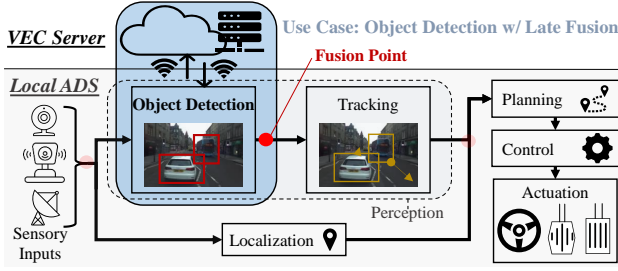 VEC Server
Use Case: Object Detection w/ Late Fusion
Fusion Point
Local ADS
Object Detection
Tracking
Planning
Control
Actuation
Perception
Localization
Sensory
Inputs